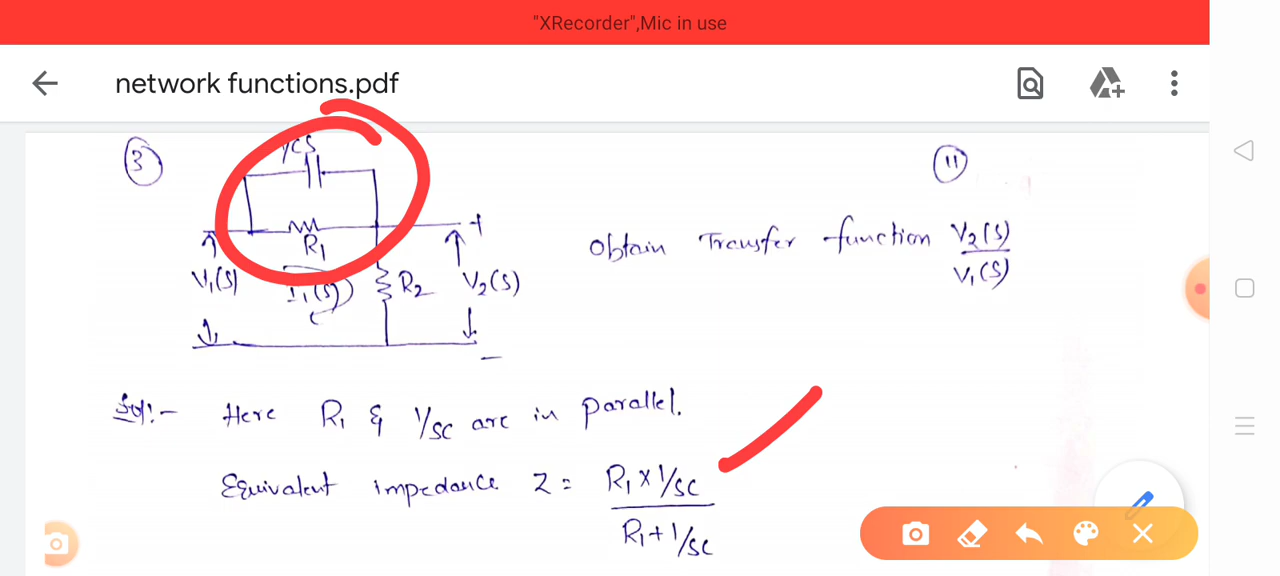 "XRecorder",Mic in use
network functions.pdf
3
1/CS
11
+
R1
Obtain Transfer function V2(S)/V1(S)
V1(S) I1(S) R2 V2(S)
-
Sol:- Here R1 & 1/SC are in parallel.
Equivalent impedance Z = R1 x 1/SC
R1 + 1/SC